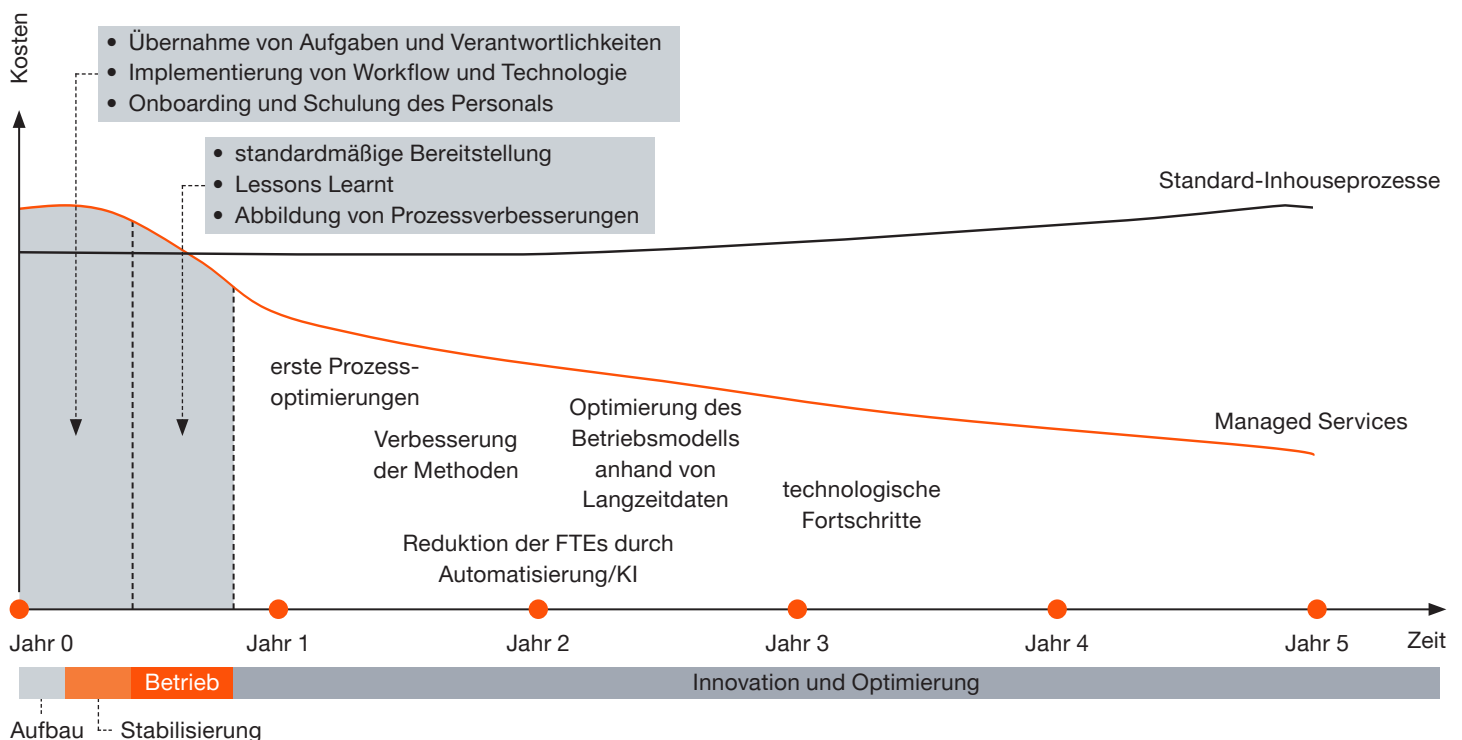 Kosten
• Übernahme von Aufgaben und Verantwortlichkeiten
• Implementierung von Workflow und Technologie
• Onboarding und Schulung des Personals
• standardmäßige Bereitstellung
• Lessons Learnt
• Abbildung von Prozessverbesserungen
Standard-Inhouseprozesse
erste Prozess-
optimierungen
Verbesserung
der Methoden
Optimierung des
Betriebsmodells
anhand von
Langzeitdaten
Managed Services
technologische
Fortschritte
Reduktion der FTEs durch
Automatisierung/KI
Jahr 0
Jahr 1
Jahr 2
Jahr 3
Jahr 4
Jahr 5
Zeit
Betrieb
Innovation und Optimierung
Aufbau
Stabilisierung